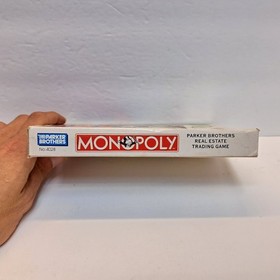 PARKER
BROTHERS
MONOPOLY
PARKER BROTHERS
REAL ESTATE
TRADING GAME